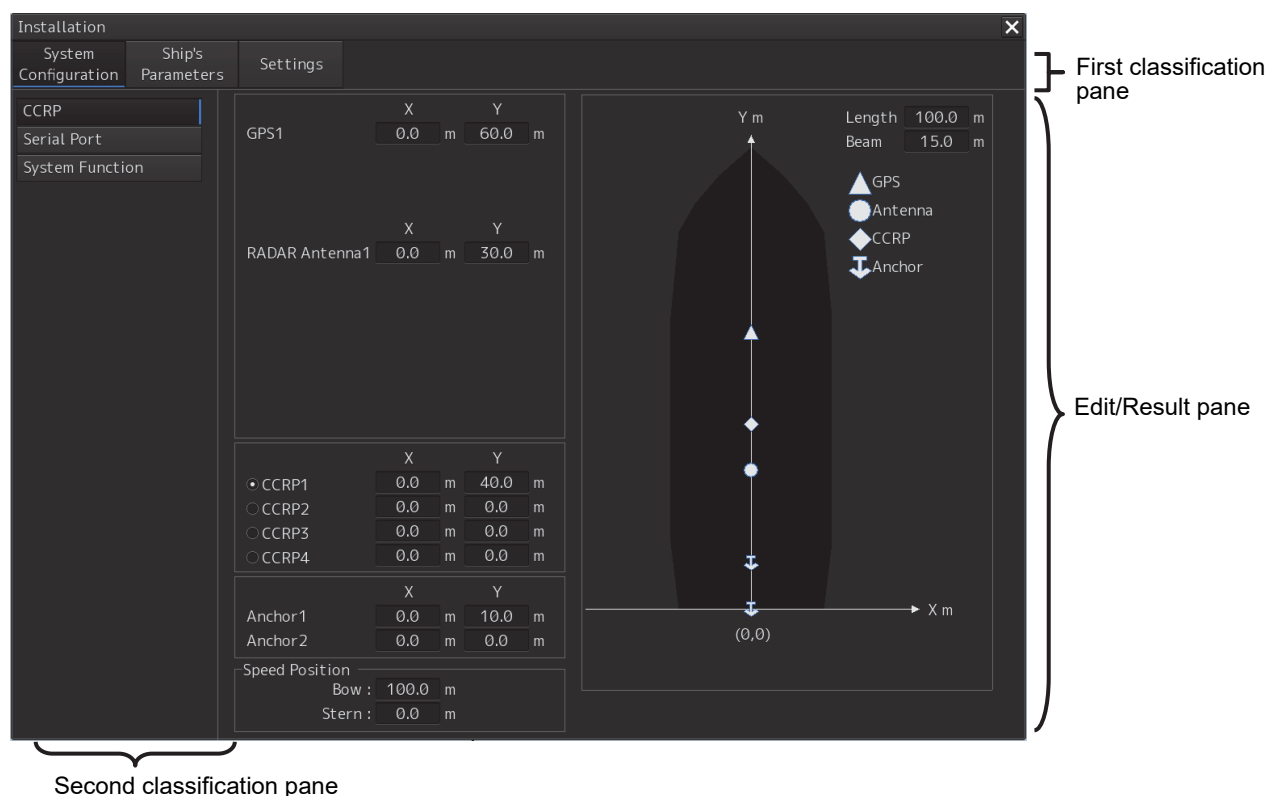 Installation
System Configuration
Ship's Parameters
Settings
First classification pane
CCRP
Serial Port
System Function
X Y
GPS1 0.0 m 60.0 m
X Y
RADAR Antenna1 0.0 m 30.0 m
X Y
CCRP1 0.0 m 40.0 m
CCRP2 0.0 m 0.0 m
CCRP3 0.0 m 0.0 m
CCRP4 0.0 m 0.0 m
X Y
Anchor1 0.0 m 10.0 m
Anchor2 0.0 m 0.0 m
Speed Position
Bow : 100.0 m
Stern : 0.0 m
Y m
Length 100.0 m
Beam 15.0 m
GPS
Antenna
CCRP
Anchor
X m
(0,0)
Edit/Result pane
Second classification pane